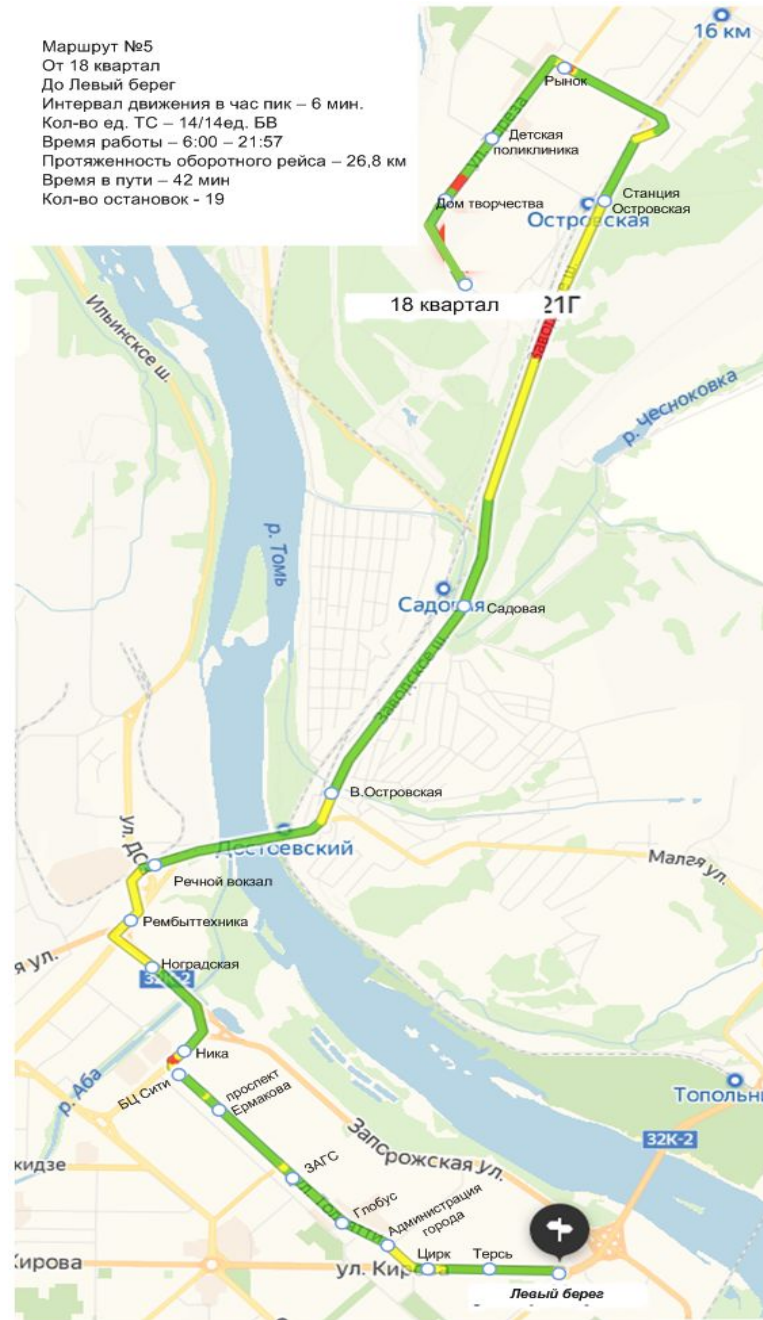 Маршрут №5
От 18 квартал
До Левый берег
Интервал движения в час пик – 6 мин.
Кол-во ед. ТС – 14/14ед. БВ
Время работы – 6:00 – 21:57
Протяженность оборотного рейса – 26,8 км
Время в пути – 42 мин
Кол-во остановок - 19
16 км
Рынок
Детская
поликлиника
Дом творчества
Станция
Островская
Островская
18 квартал
21Г
Ильинское ш.
р. Чесноковка
р. Томь
Садовая
Садовая
Заводское ш.
В.Островская
Достоевский
Малгя ул.
Речной вокзал
Рембыттехника
я ул.
Ноградская
32К-2
Ника
БЦ Сити
проспект
Ермакова
р. Аба
Топольни
32К-2
Запорожская ул.
ЗАГС
кидзе
Глобус
Администрация
города
Кирова
ул. Кирова
Цирк
Терсь
Левый берег